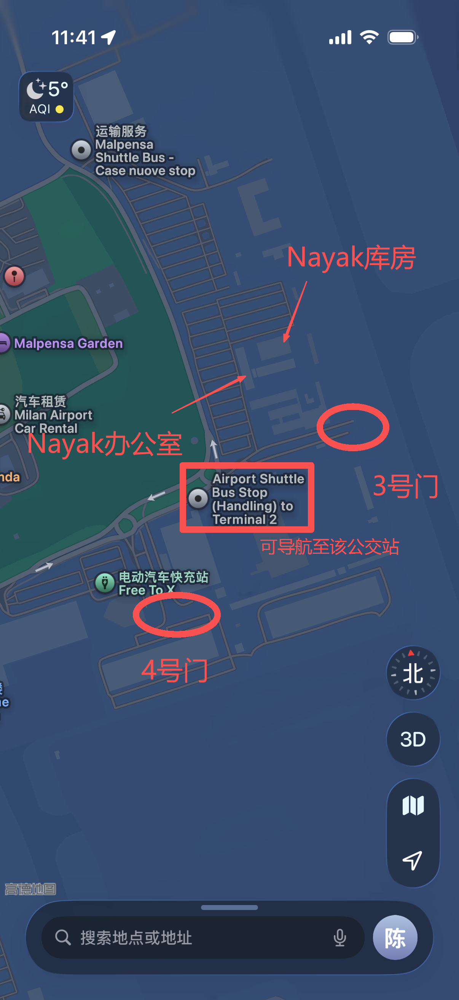 11:41
5°
AQI
运输服务
Malpensa
Shuttle Bus -
Case nuove stop
Nayak库房
Malpensa Garden
汽车租赁
Milan Airport
Car Rental
Nayak办公室
nda
Airport Shuttle
Bus Stop
(Handling) to
Terminal 2
3号门
可导航至该公交站
电动汽车快充站
Free To X
4号门
北
3D
高德地图
搜索地点或地址
陈